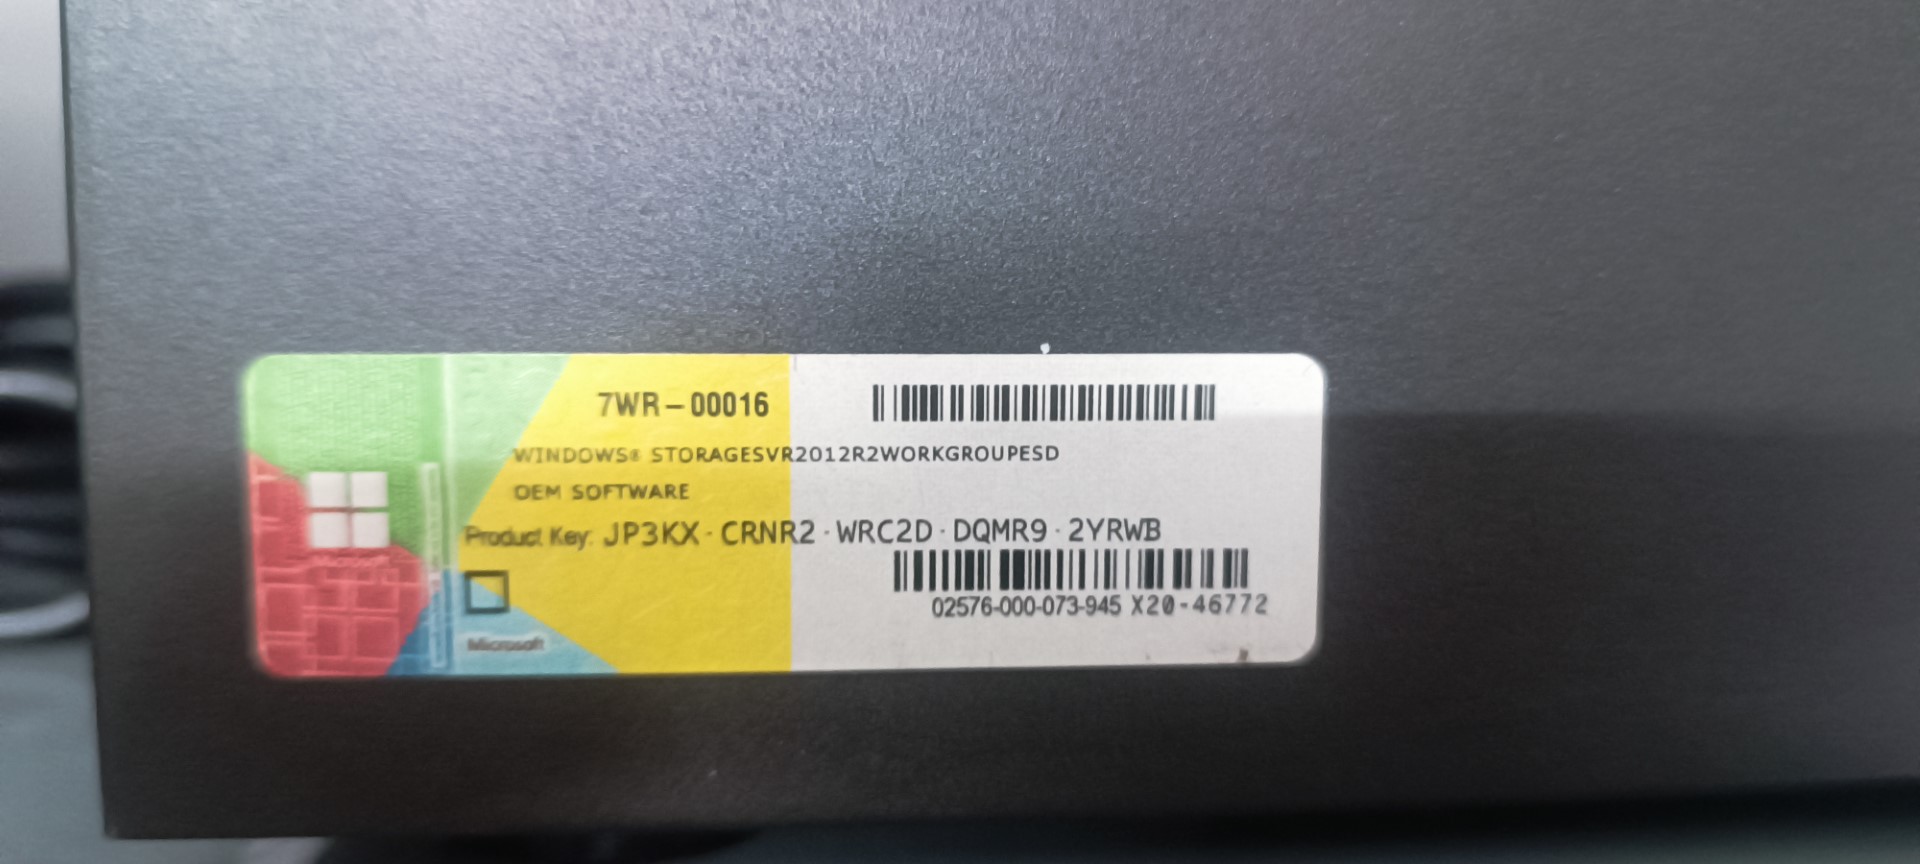 7WR-00016
WINDOWS® STORAGESVR2012R2WORKGROUPESD
OEM SOFTWARE
Product Key: JP3KX-CRNR2-WRC2D-DQMR9-2YRWB
02576-000-073-945 X20-46772
Microsoft
Microsoft